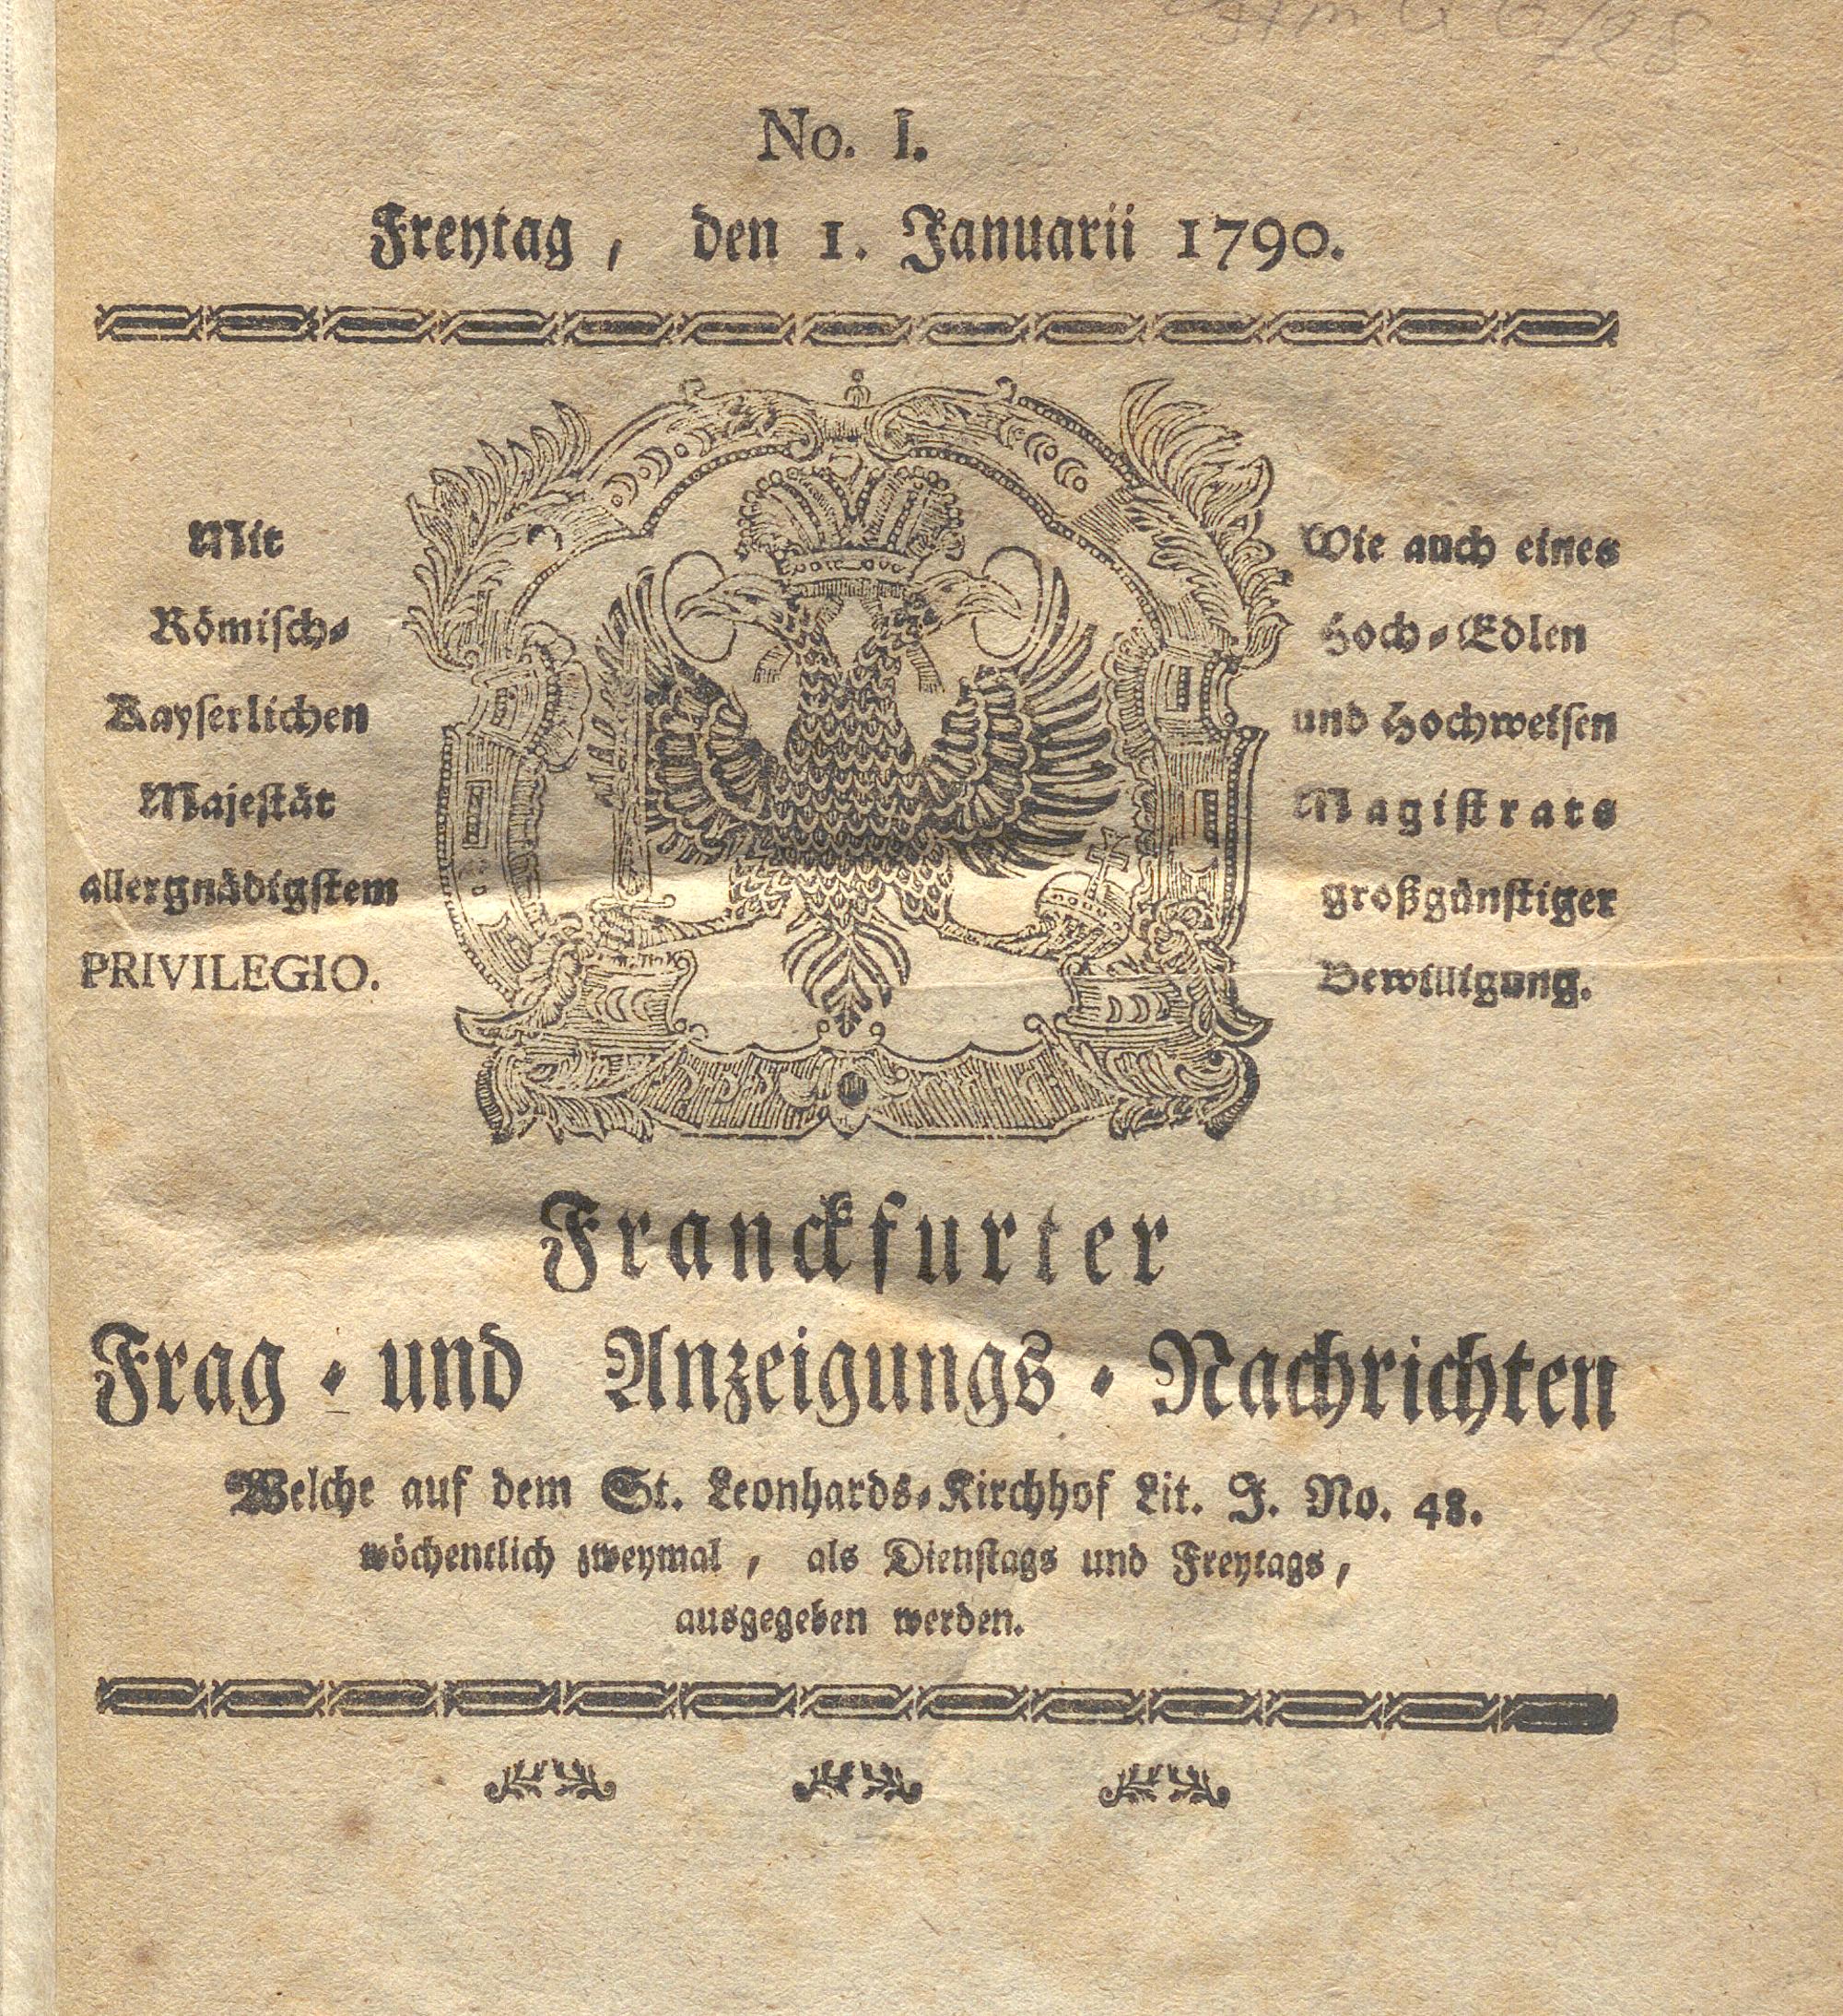 No. I.
Freytag, den 1. Januarii 1790.
Mit
Römisch-
Kayserlichen
Majestät
allergnädigstem
PRIVILEGIO.
Wie auch eines
Hoch-Edlen
und Hochweisen
Magistrats
großgünstiger
Bewilligung.
Franckfurter
Frag- und Anzeigungs-Nachrichten
Welche auf dem St. Leonhards-Kirchhof Lit. J. No. 48.
wöchentlich zweymal, als Dienstags und Freytags,
ausgegeben werden.